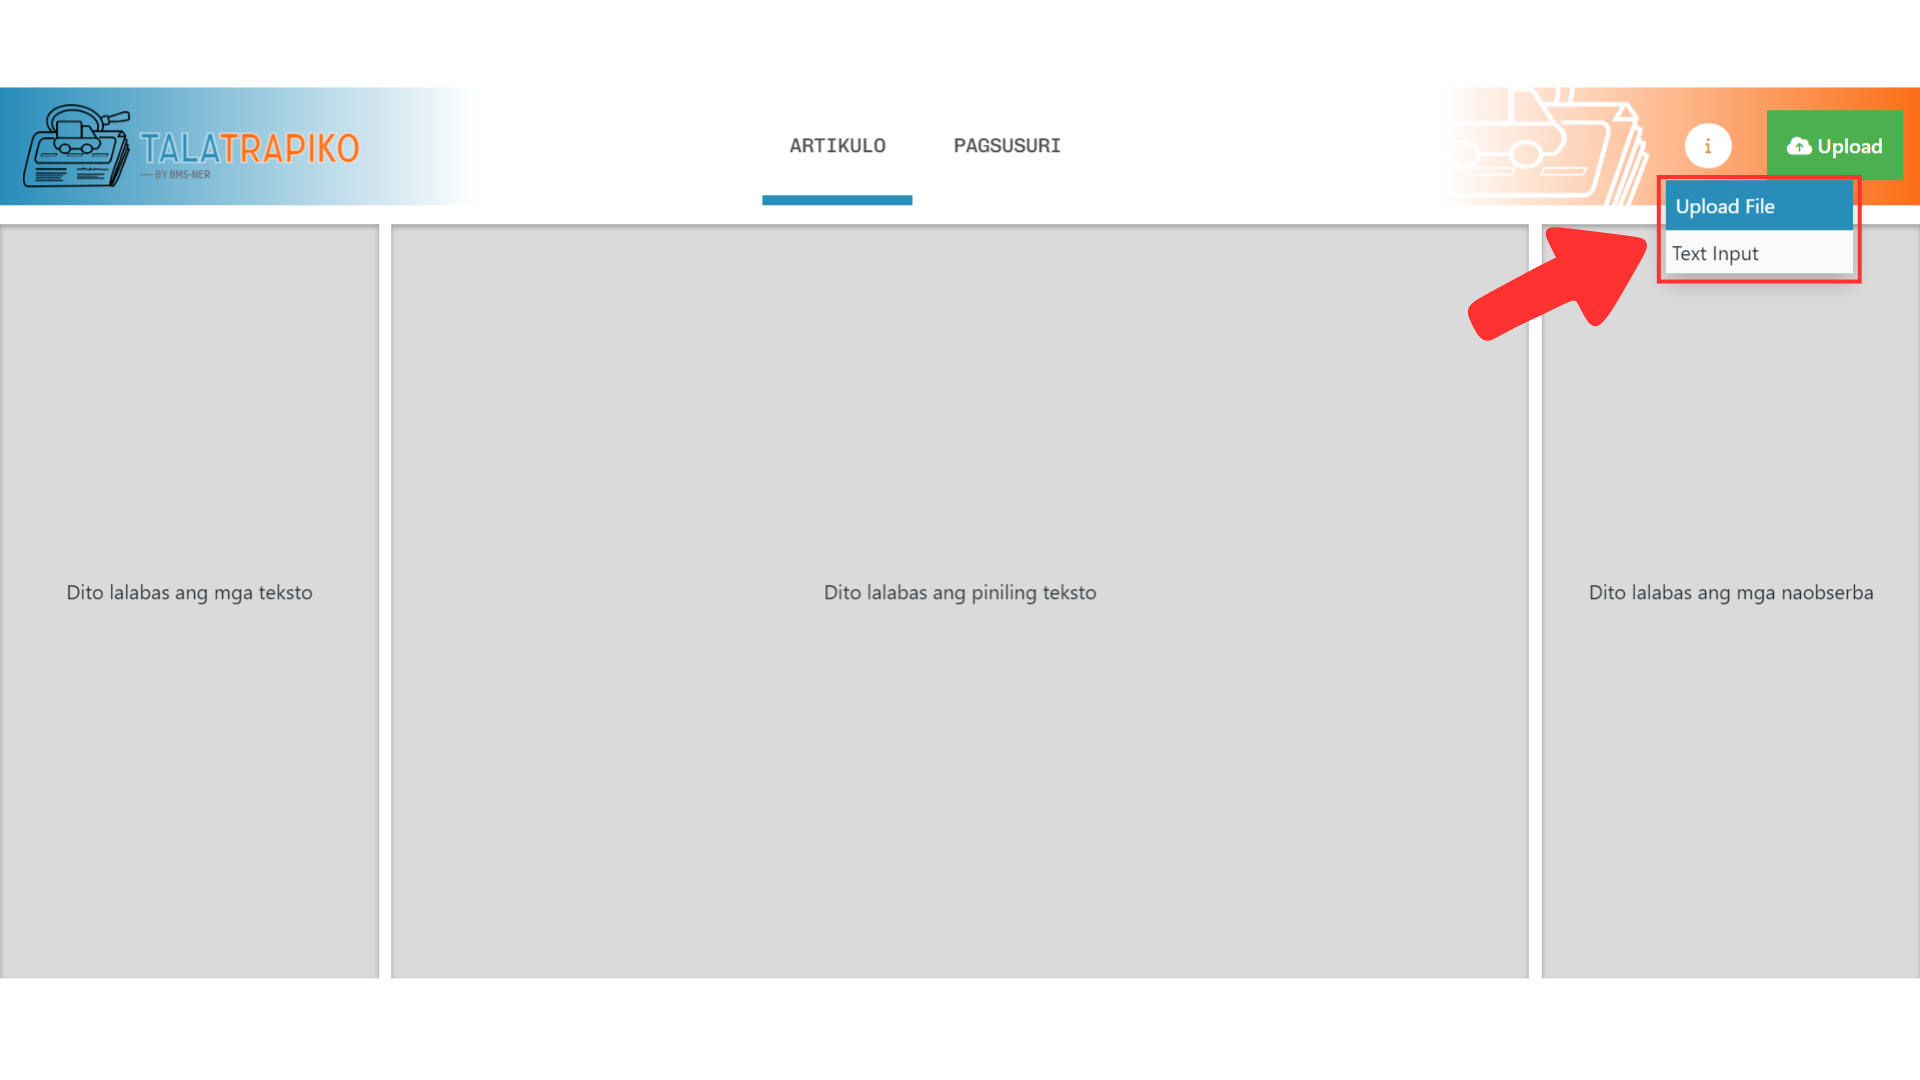 TALATRAPIKO
BY BMS-NER
ARTIKULO
PAGSUSURI
i
Upload
Upload File
Text Input
Dito lalabas ang mga teksto
Dito lalabas ang piniling teksto
Dito lalabas ang mga naobserba